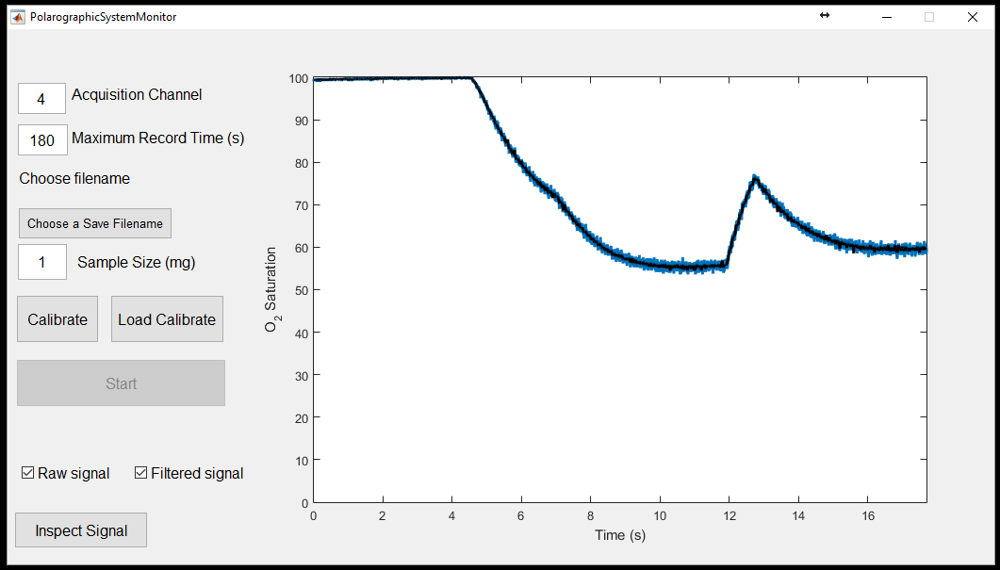 PolarographicSystemMonitor
4 Acquisition Channel
180 Maximum Record Time (s)
Choose filename
Choose a Save Filename
1 Sample Size (mg)
Calibrate Load Calibrate
Start
Raw signal Filtered signal
Inspect Signal
100
90
80
70
60
50
40
30
20
10
0
O2 Saturation
0 2 4 6 8 10 12 14 16
Time (s)